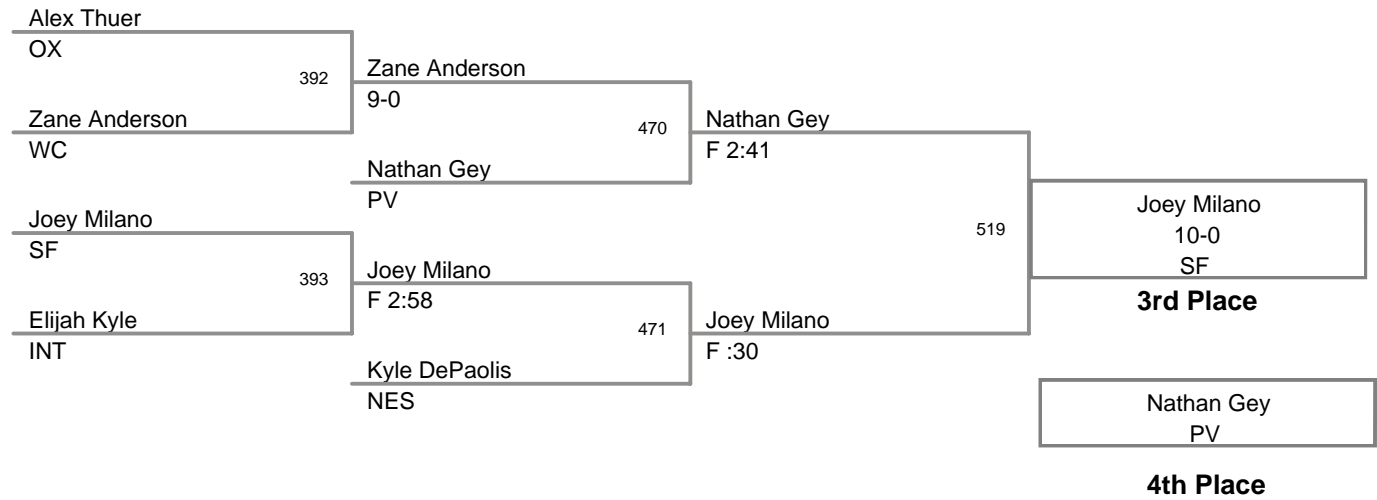 Alex Thuer
OX
392
Zane Anderson
9-0
Zane Anderson
WC
470
Nathan Gey
F 2:41
Nathan Gey
PV
Joey Milano
SF
519
Joey Milano
10-0
SF
3rd Place
393
Joey Milano
F 2:58
Elijah Kyle
INT
471
Joey Milano
F :30
Kyle DePaolis
NES
Nathan Gey
PV
4th Place